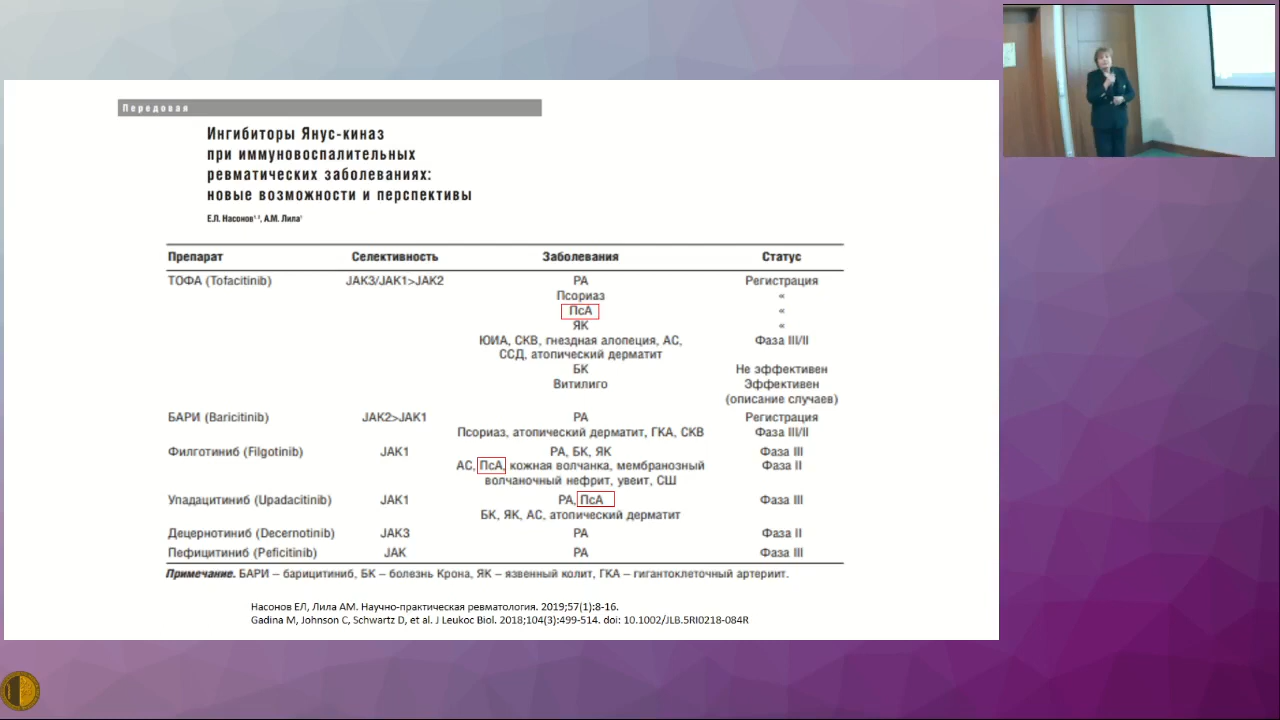 Передовая
Ингибиторы Янус-киназ
при иммуновоспалительных
ревматических заболеваниях:
новые возможности и перспективы
Е.Л. Насонов¹,², А.М. Лила¹
Препарат Селективность Заболевания Статус
ТОФА (Tofacitinib) JAK3/JAK1>JAK2 РА Регистрация
Псориаз «
ПсА «
ЯК «
ЮИА, СКВ, гнездная алопеция, АС, Фаза III/II
ССД, атопический дерматит
БК Не эффективен
Витилиго Эффективен
(описание случаев)
БАРИ (Baricitinib) JAK2>JAK1 РА Регистрация
Псориаз, атопический дерматит, ГКА, СКВ Фаза III/II
Филготиниб (Filgotinib) JAK1 РА, БК, ЯК Фаза III
АС, ПсА, кожная волчанка, мембранозный Фаза II
волчаночный нефрит, увеит, СШ
Упадацитиниб (Upadacitinib) JAK1 РА, ПсА Фаза III
БК, ЯК, АС, атопический дерматит
Децернотиниб (Decernotinib) JAK3 РА Фаза II
Пефицитиниб (Peficitinib) JAK РА Фаза III
Примечание. БАРИ – барицитиниб, БК – болезнь Крона, ЯК – язвенный колит, ГКА – гигантоклеточный артериит.
Насонов ЕЛ, Лила АМ. Научно-практическая ревматология. 2019;57(1):8-16.
Gadina M, Johnson C, Schwartz D, et al. J Leukoc Biol. 2018;104(3):499-514. doi: 10.1002/JLB.5RI0218-084R